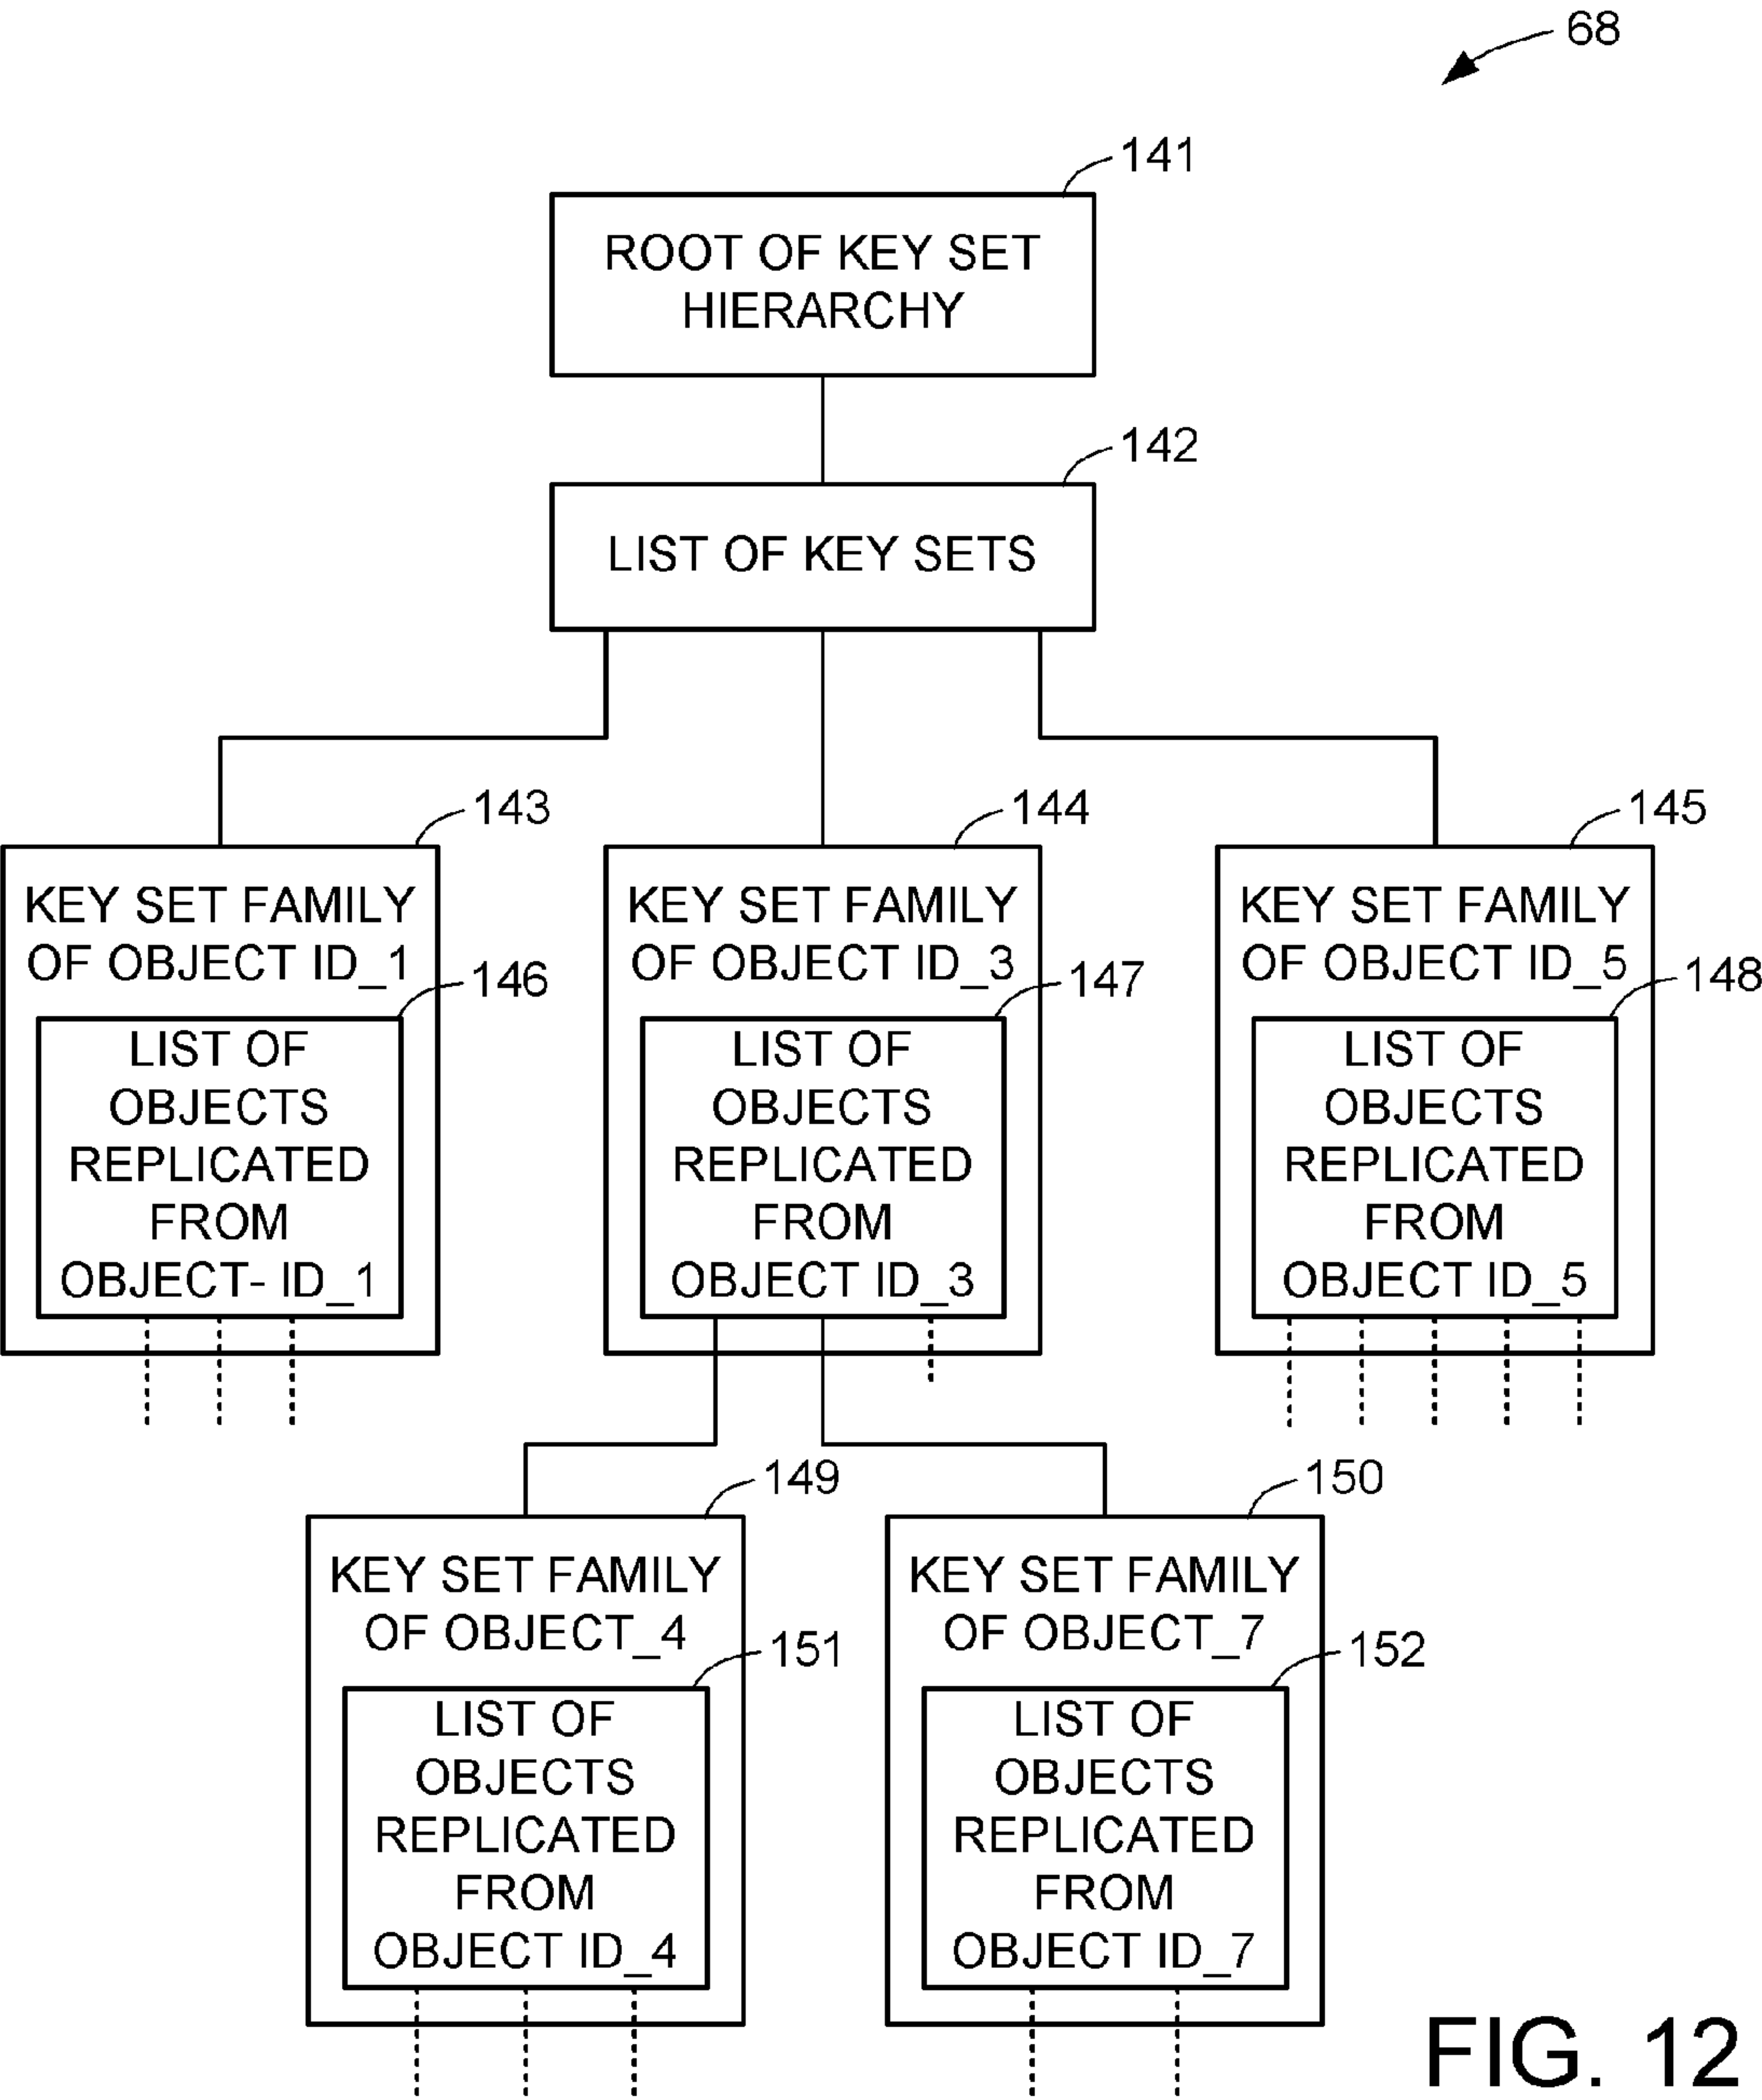 68
141
ROOT OF KEY SET
HIERARCHY
142
LIST OF KEY SETS
143
KEY SET FAMILY
OF OBJECT ID_1
146
LIST OF
OBJECTS
REPLICATED
FROM
OBJECT- ID_1
144
KEY SET FAMILY
OF OBJECT ID_3
147
LIST OF
OBJECTS
REPLICATED
FROM
OBJECT ID_3
145
KEY SET FAMILY
OF OBJECT ID_5
148
LIST OF
OBJECTS
REPLICATED
FROM
OBJECT ID_5
149
KEY SET FAMILY
OF OBJECT_4
151
LIST OF
OBJECTS
REPLICATED
FROM
OBJECT ID_4
150
KEY SET FAMILY
OF OBJECT_7
152
LIST OF
OBJECTS
REPLICATED
FROM
OBJECT ID_7
FIG. 12